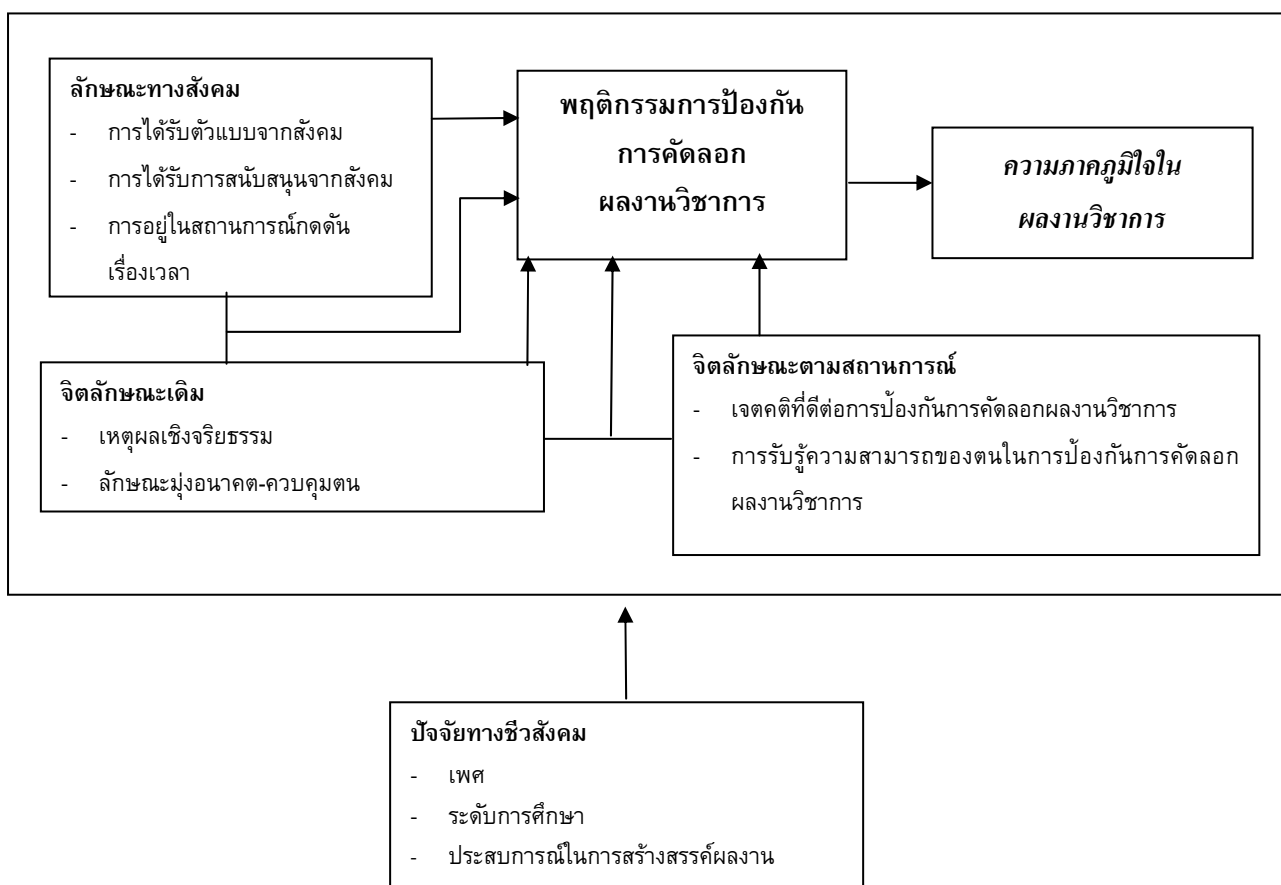 ลักษณะทางสังคม
- การได้รับตัวแบบจากสังคม
- การได้รับการสนับสนุนจากสังคม
- การอยู่ในสถานการณ์กดดัน
เรื่องเวลา
พฤติกรรมการป้องกัน
การคัดลอก
ผลงานวิชาการ
ความภาคภูมิใจใน
ผลงานวิชาการ
จิตลักษณะเดิม
- เหตุผลเชิงจริยธรรม
- ลักษณะมุ่งอนาคต-ควบคุมตน
จิตลักษณะตามสถานการณ์
- เจตคติที่ดีต่อการป้องกันการคัดลอกผลงานวิชาการ
- การรับรู้ความสามารถของตนในการป้องกันการคัดลอก
ผลงานวิชาการ
ปัจจัยทางชีวสังคม
- เพศ
- ระดับการศึกษา
- ประสบการณ์ในการสร้างสรรค์ผลงาน